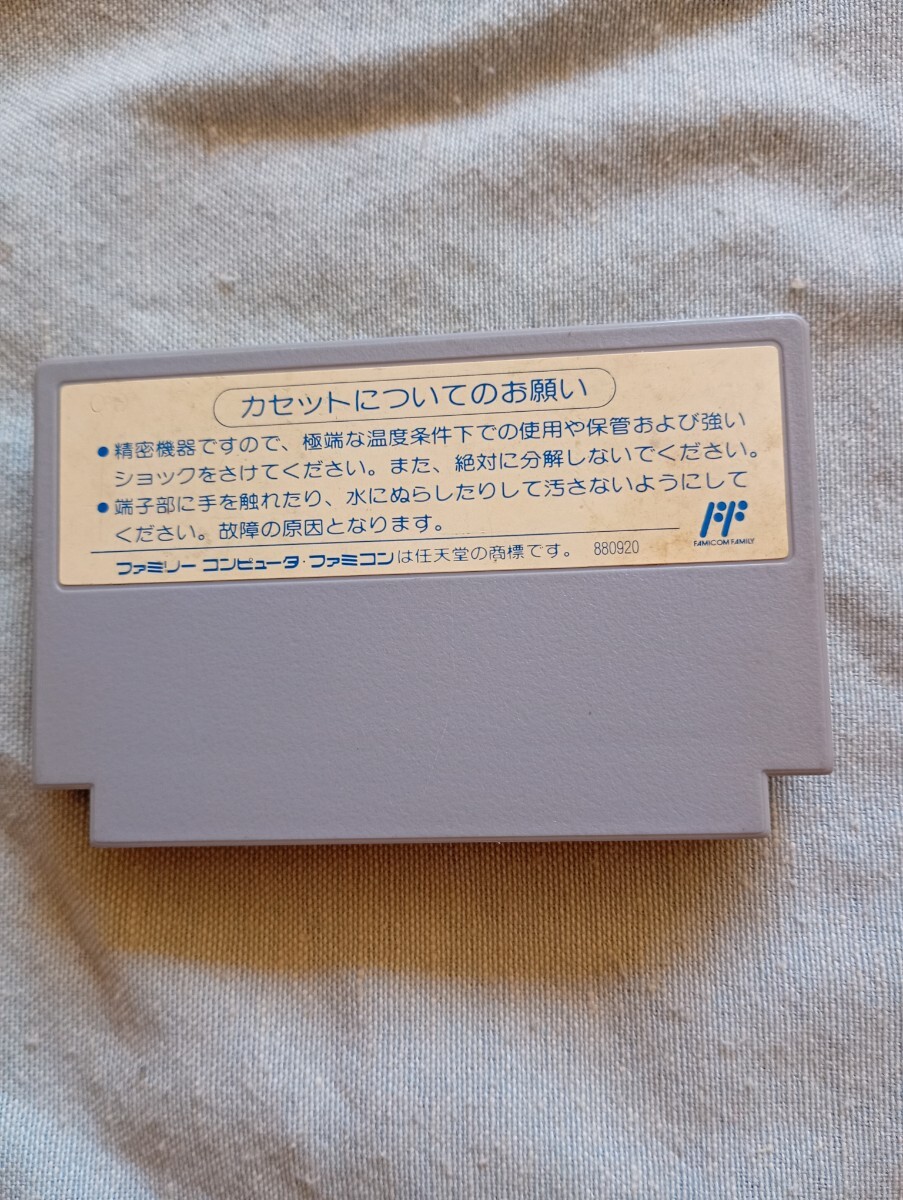 カセットについてのお願い
●精密機器ですので、極端な温度条件下での使用や保管および強い
ショックをさけてください。また、絶対に分解しないでください。
●端子部に手を触れたり、水にぬらしたりして汚さないようにして
ください。故障の原因となります。
FAMICOM FAMILY
ファミリー コンピュータ・ファミコンは任天堂の商標です。 880920